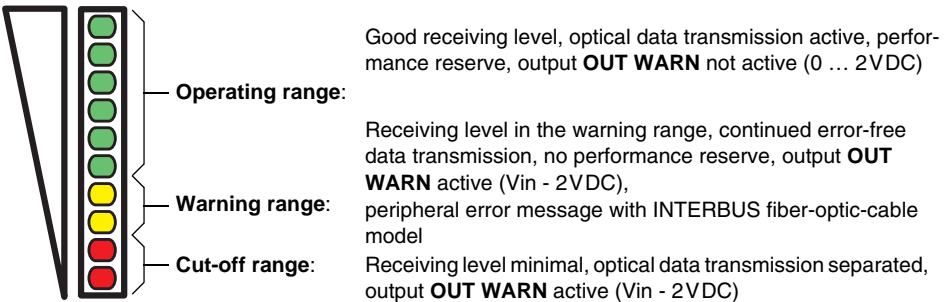 Good receiving level, optical data transmission active, perfor-
mance reserve, output OUT WARN not active (0 … 2VDC)
Operating range:
Receiving level in the warning range, continued error-free
data transmission, no performance reserve, output OUT
WARN active (Vin - 2VDC),
Warning range:
peripheral error message with INTERBUS fiber-optic-cable
model
Cut-off range:
Receiving level minimal, optical data transmission separated,
output OUT WARN active (Vin - 2VDC)